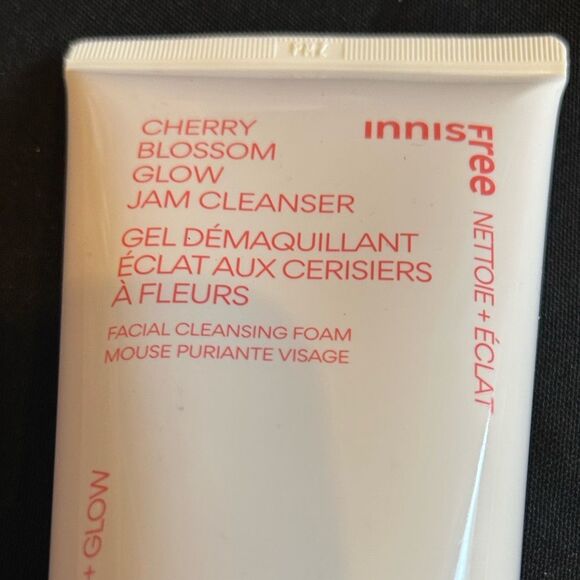 CHERRY
BLOSSOM
GLOW
JAM CLEANSER
GEL DÉMAQUILLANT
ÉCLAT AUX CERISIERS
À FLEURS
FACIAL CLEANSING FOAM
MOUSE PURIANTE VISAGE
INNISFree
NETTOIE + ÉCLAT
+ GLOW